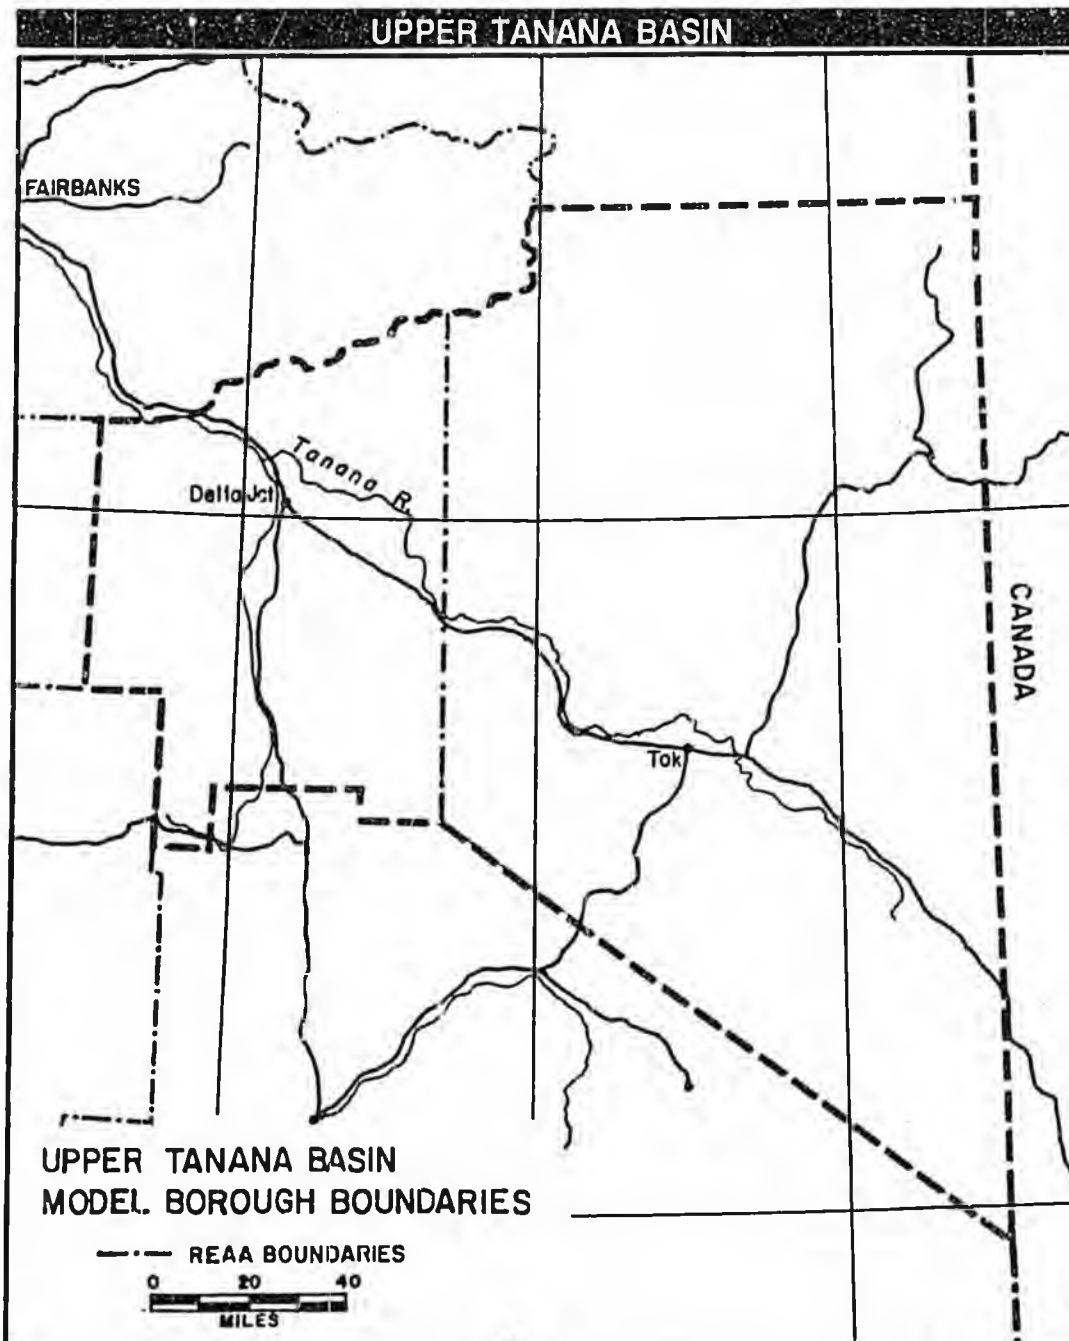 UPPER TANANA BASIN
FAIRBANKS
Tanana R.
Delta Jct
CANADA
Tok
UPPER TANANA BASIN
MODEL BOROUGH BOUNDARIES
REAA BOUNDARIES
0 20 40
MILES